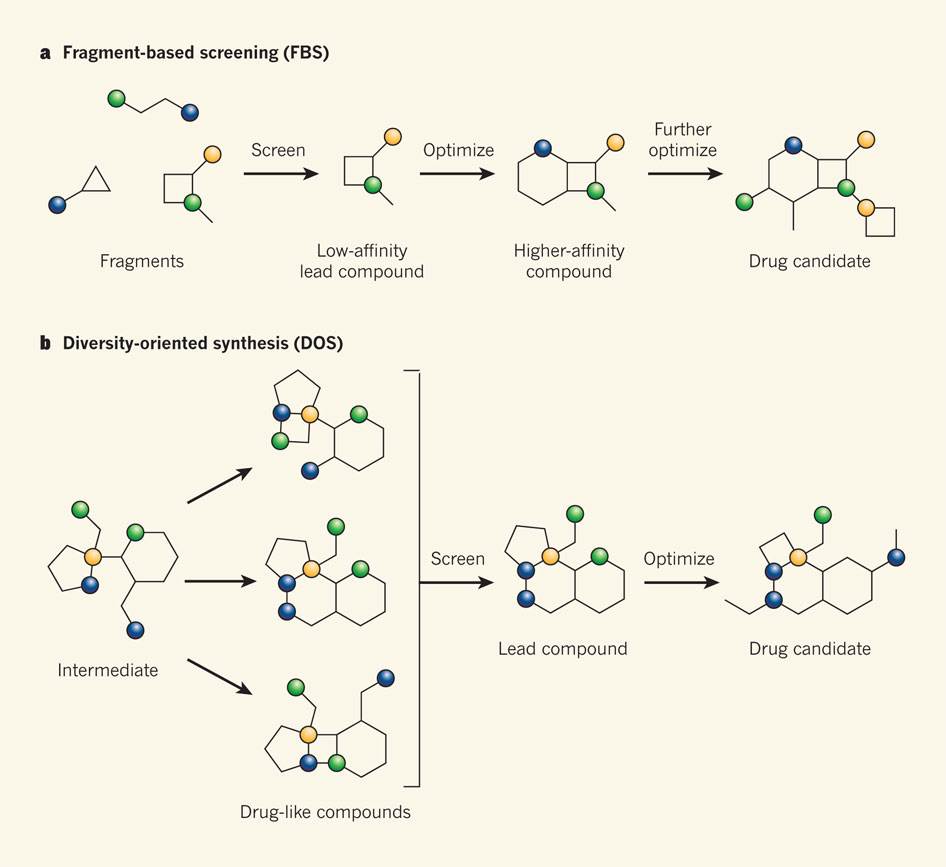 a Fragment-based screening (FBS)
Screen
Optimize
Further
optimize
Fragments
Low-affinity
lead compound
Higher-affinity
compound
Drug candidate
b Diversity-oriented synthesis (DOS)
Screen
Optimize
Intermediate
Lead compound
Drug candidate
Drug-like compounds